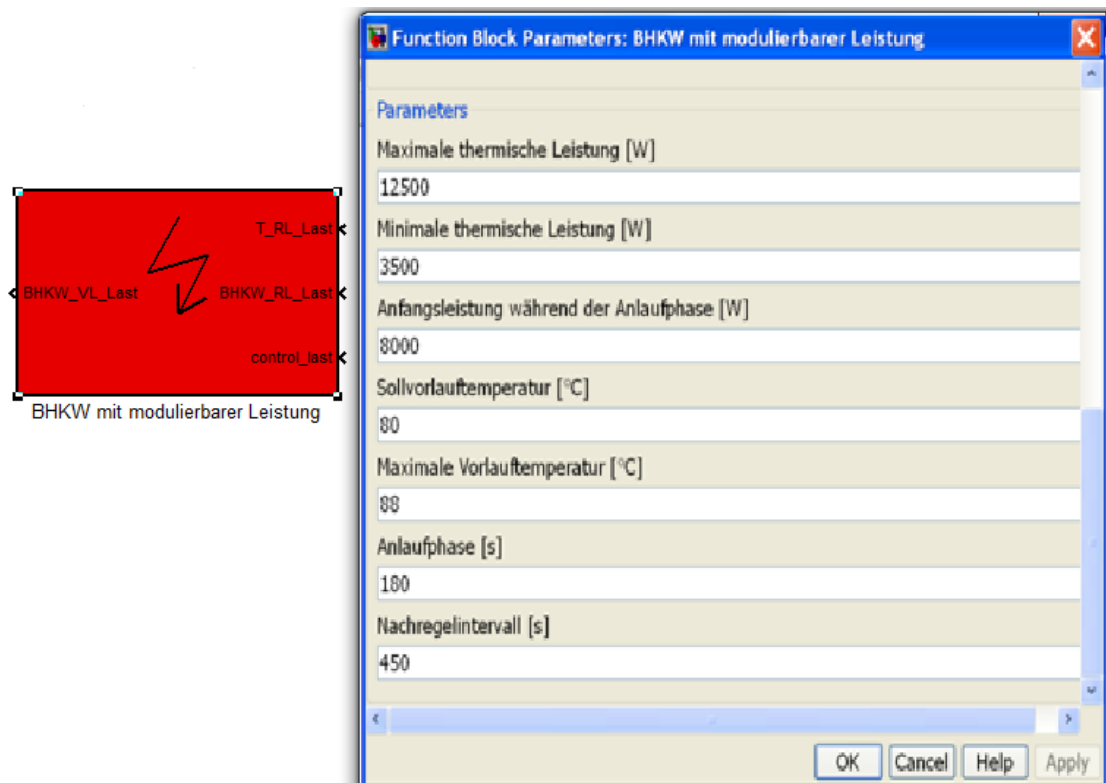 Function Block Parameters: BHKW mit modulierbarer Leistung
Parameters
Maximale thermische Leistung [W]
12500
Minimale thermische Leistung [W]
3500
Anfangsleistung während der Anlaufphase [W]
8000
Sollvorlauftemperatur [°C]
80
Maximale Vorlauftemperatur [°C]
88
Anlaufphase [s]
180
Nachregelintervall [s]
450
OK Cancel Help Apply
T_RL_Last
BHKW_VL_Last BHKW_RL_Last
control_last
BHKW mit modulierbarer Leistung